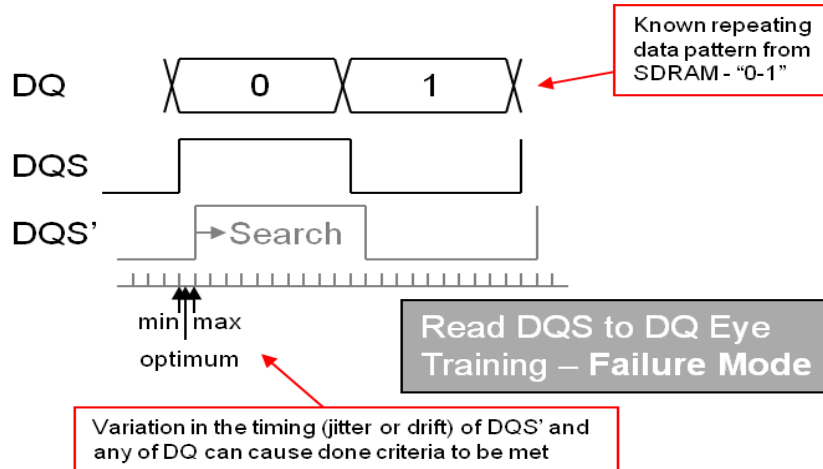 Known repeating
data pattern from
SDRAM - “0-1”
DQ
0
1
DQS
DQS’
Search
min
max
optimum
Read DQS to DQ Eye
Training – Failure Mode
Variation in the timing (jitter or drift) of DQS’ and
any of DQ can cause done criteria to be met